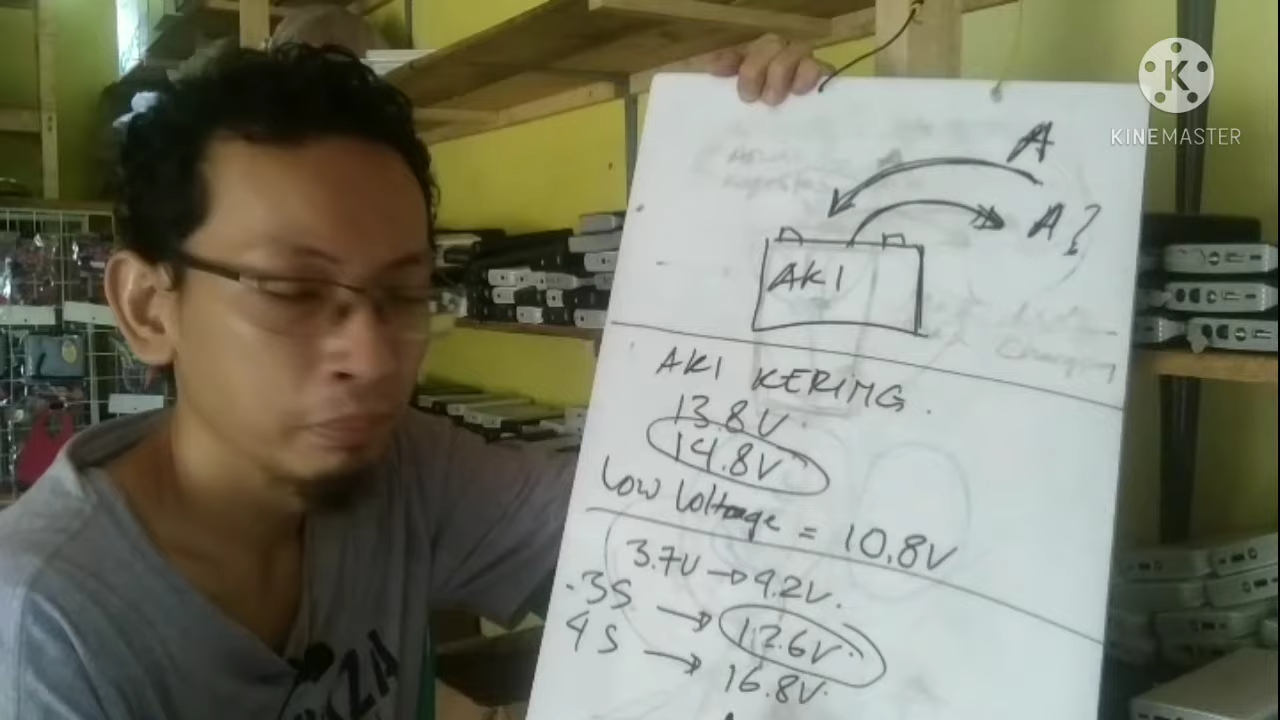 KINEMASTER
A
A?
AKI
AKI KERING.
13.8V
14.8V
Low Voltage = 10.8V
3.7V → 4.2V.
3S → 12.6V
4S → 16.8V